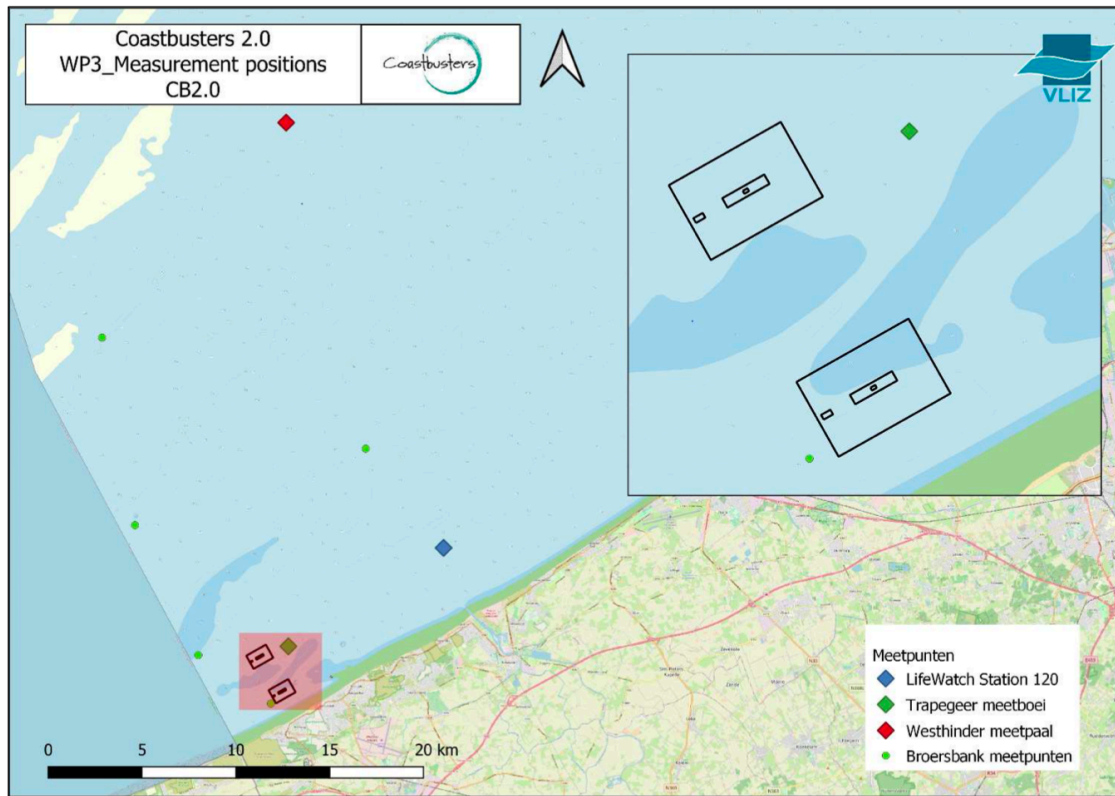 Coastbusters 2.0
WP3_Measurement positions
CB2.0
Coastbusters
VLIZ
Meetpunten
LifeWatch Station 120
Trapegeer meetboei
Westhinder meetpaal
Broersbank meetpunten
0 5 10 15 20 km